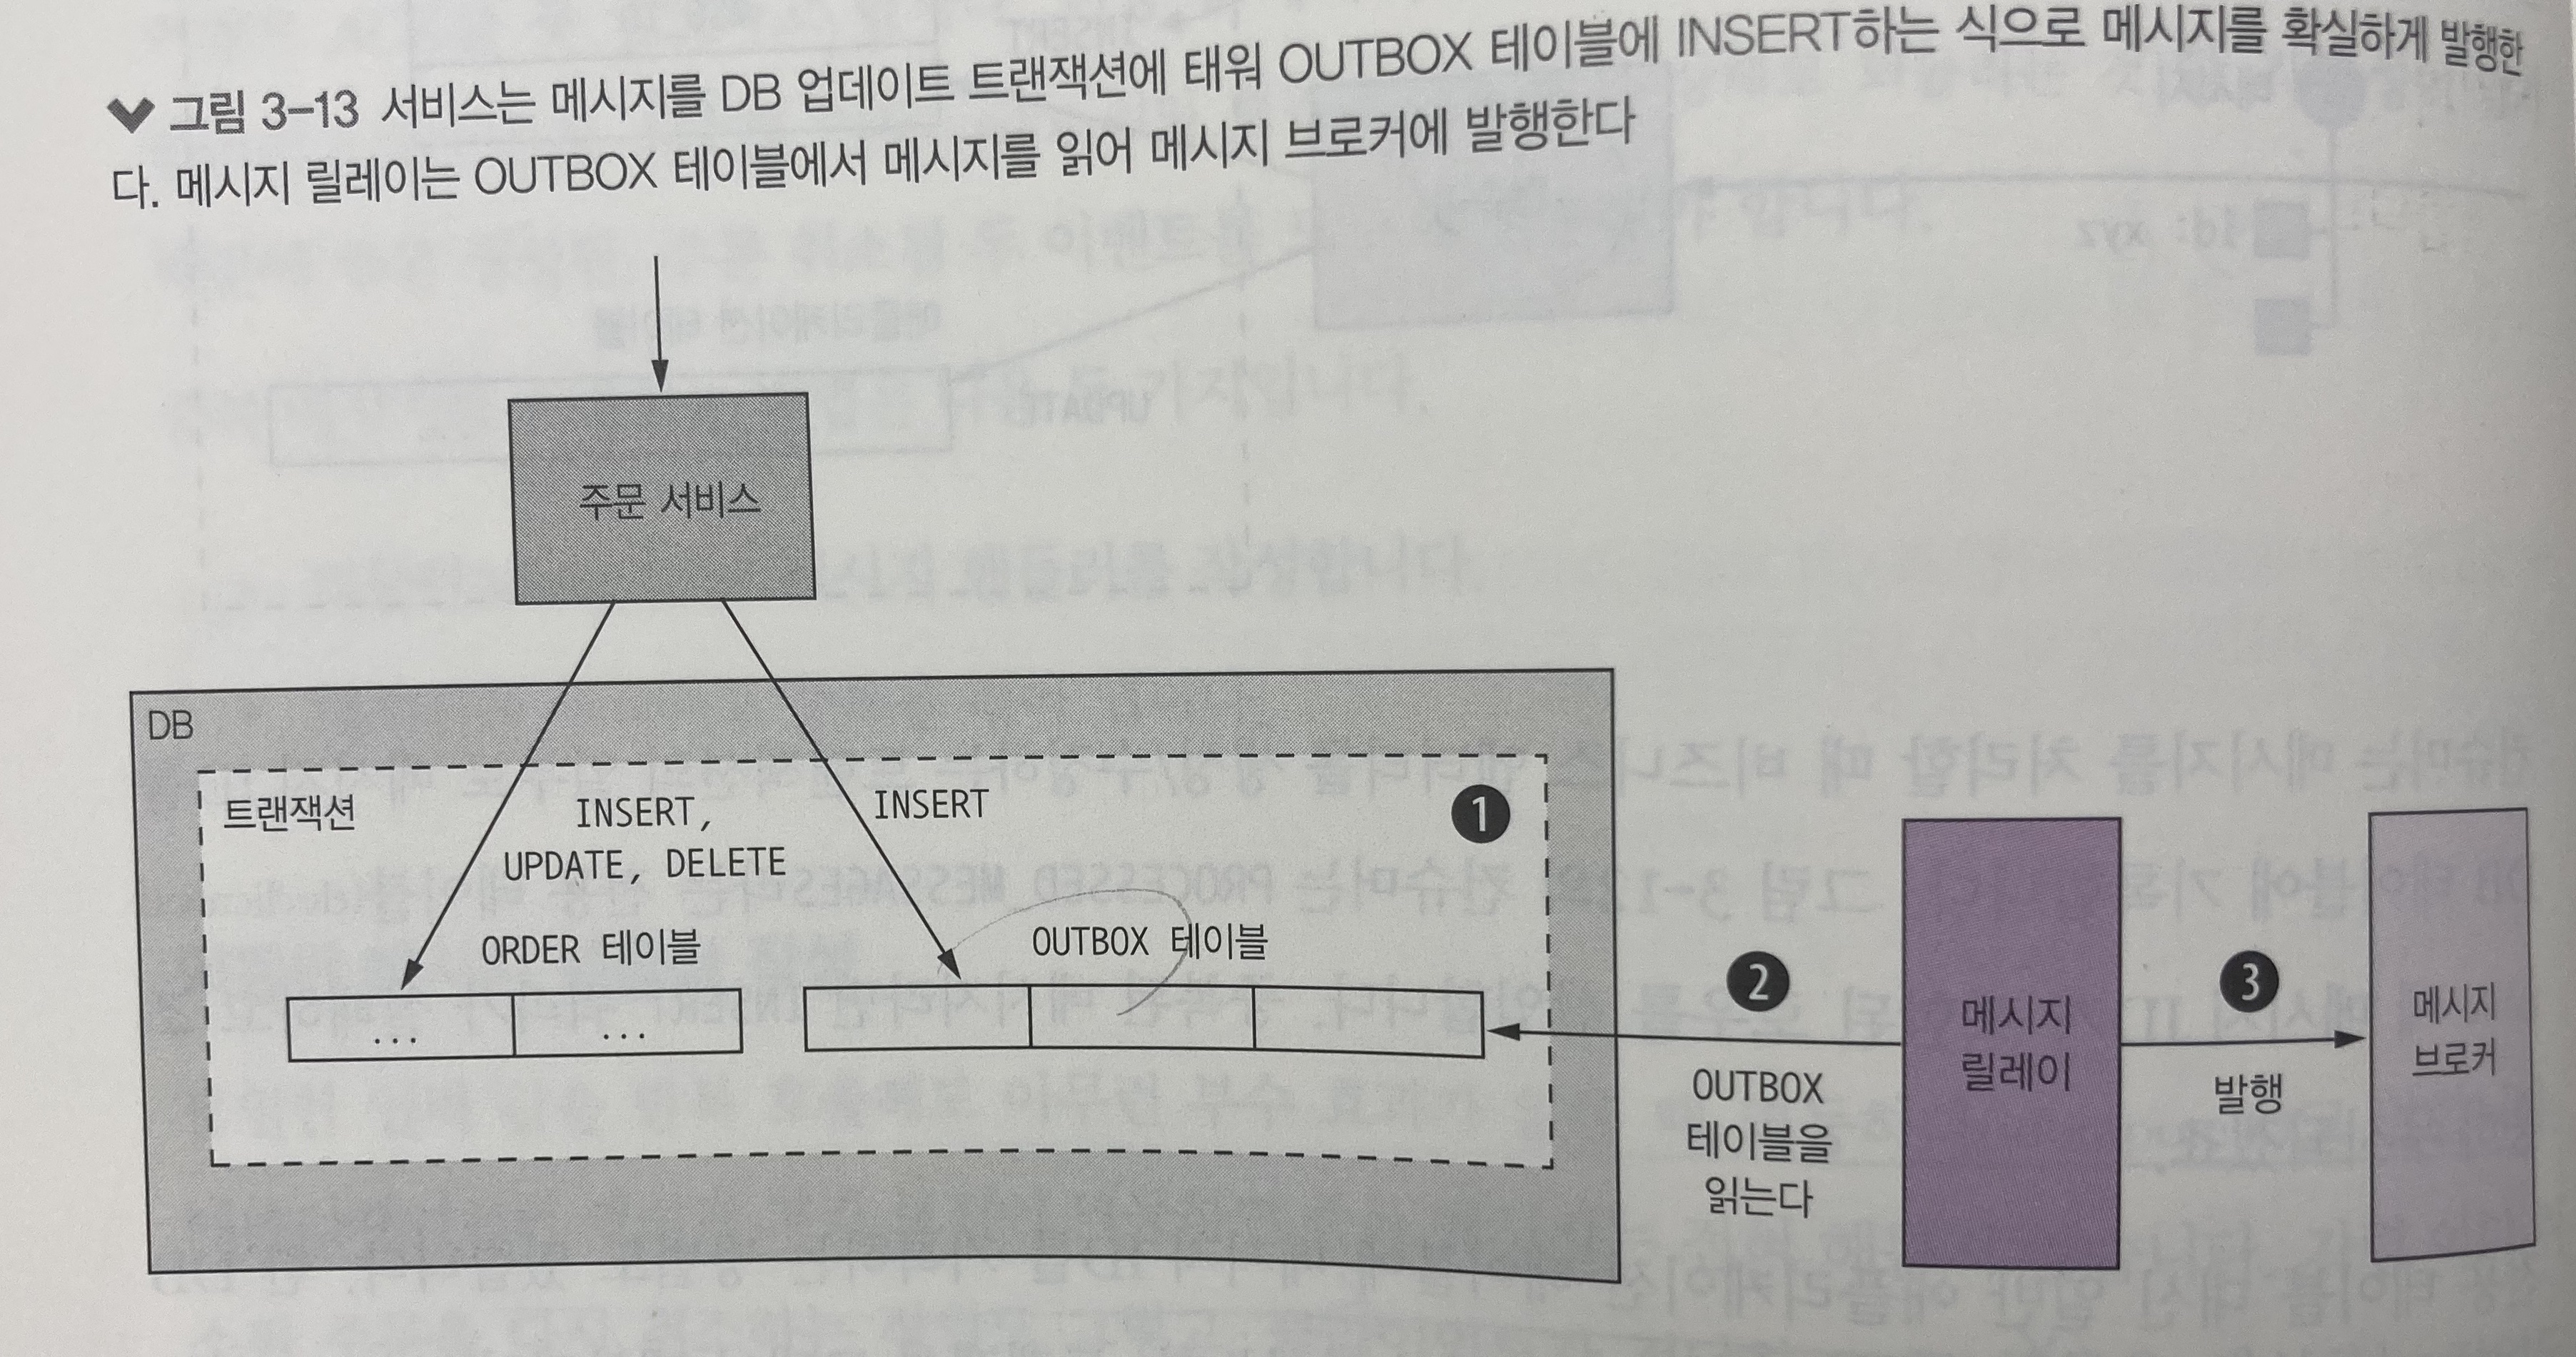 그림 3-13 서비스는 메시지를 DB 업데이트 트랜잭션에 태워 OUTBOX 테이블에 INSERT하는 식으로 메시지를 확실하게 발행한
다. 메시지 릴레이는 OUTBOX 테이블에서 메시지를 읽어 메시지 브로커에 발행한다
주문 서비스
DB
트랜잭션
INSERT,
UPDATE, DELETE
INSERT
1
ORDER 테이블
OUTBOX 테이블
... ...
2
OUTBOX
테이블을
읽는다
메시지
릴레이
3
발행
메시지
브로커